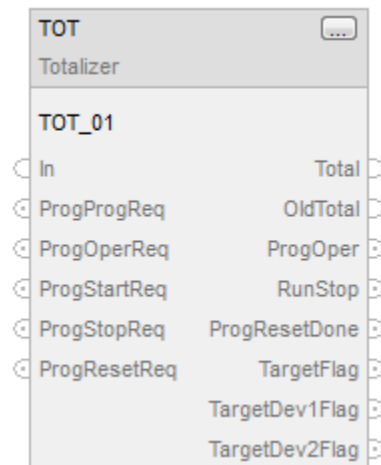 TOT ...
Totalizer
TOT_01
In Total
ProgProgReq OldTotal
ProgOperReq ProgOper
ProgStartReq RunStop
ProgStopReq ProgResetDone
ProgResetReq TargetFlag
TargetDev1Flag
TargetDev2Flag